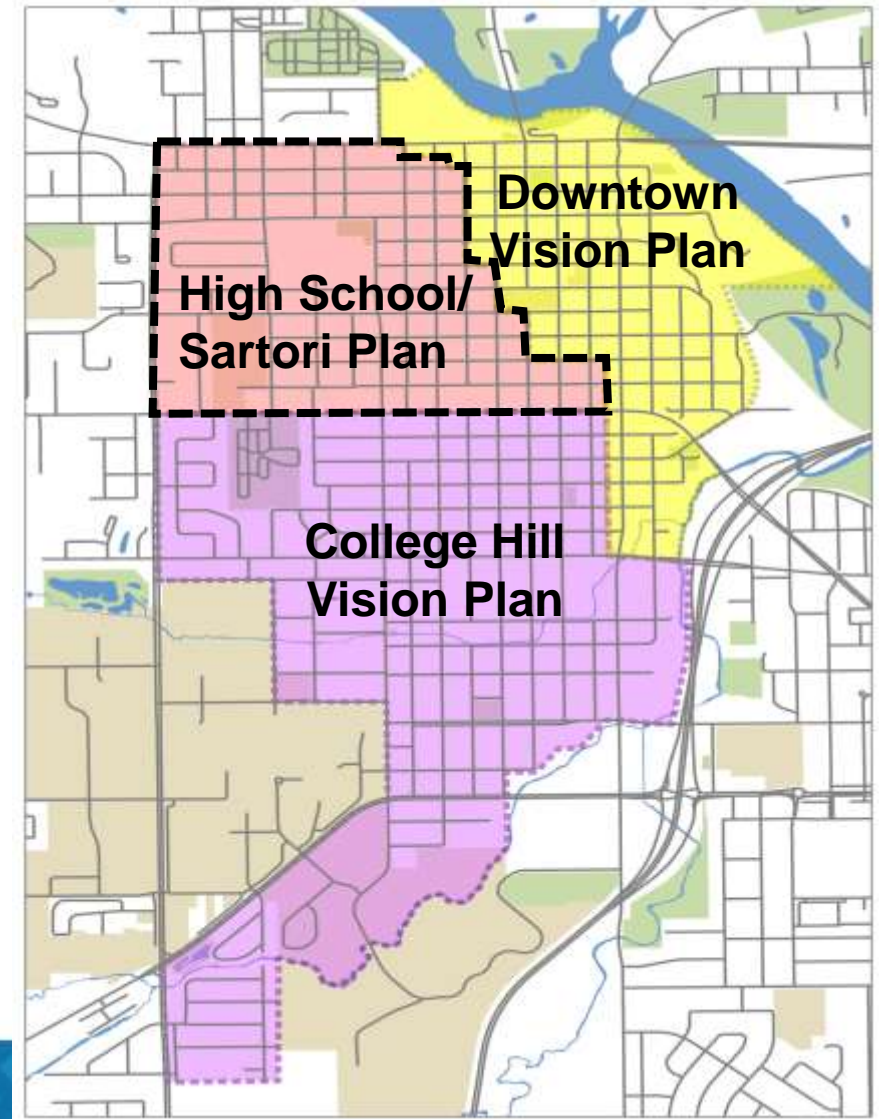 Downtown
Vision Plan
High School/
Sartori Plan
College Hill
Vision Plan